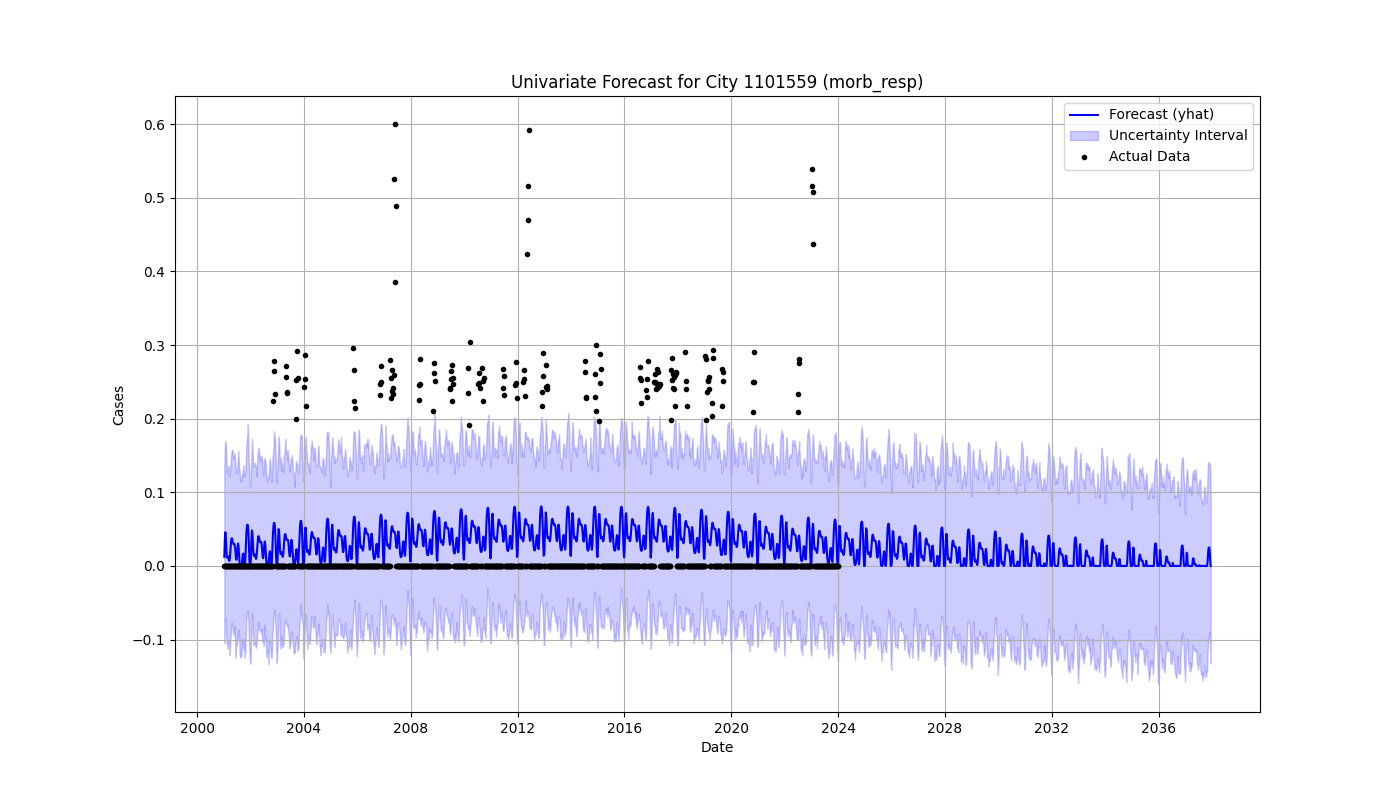 Univariate Forecast for City 1101559 (morb_resp)
Forecast (yhat)
Uncertainty Interval
Actual Data
Cases
0.6
0.5
0.4
0.3
0.2
0.1
0.0
−0.1
2000 2004 2008 2012 2016 2020 2024 2028 2032 2036
Date